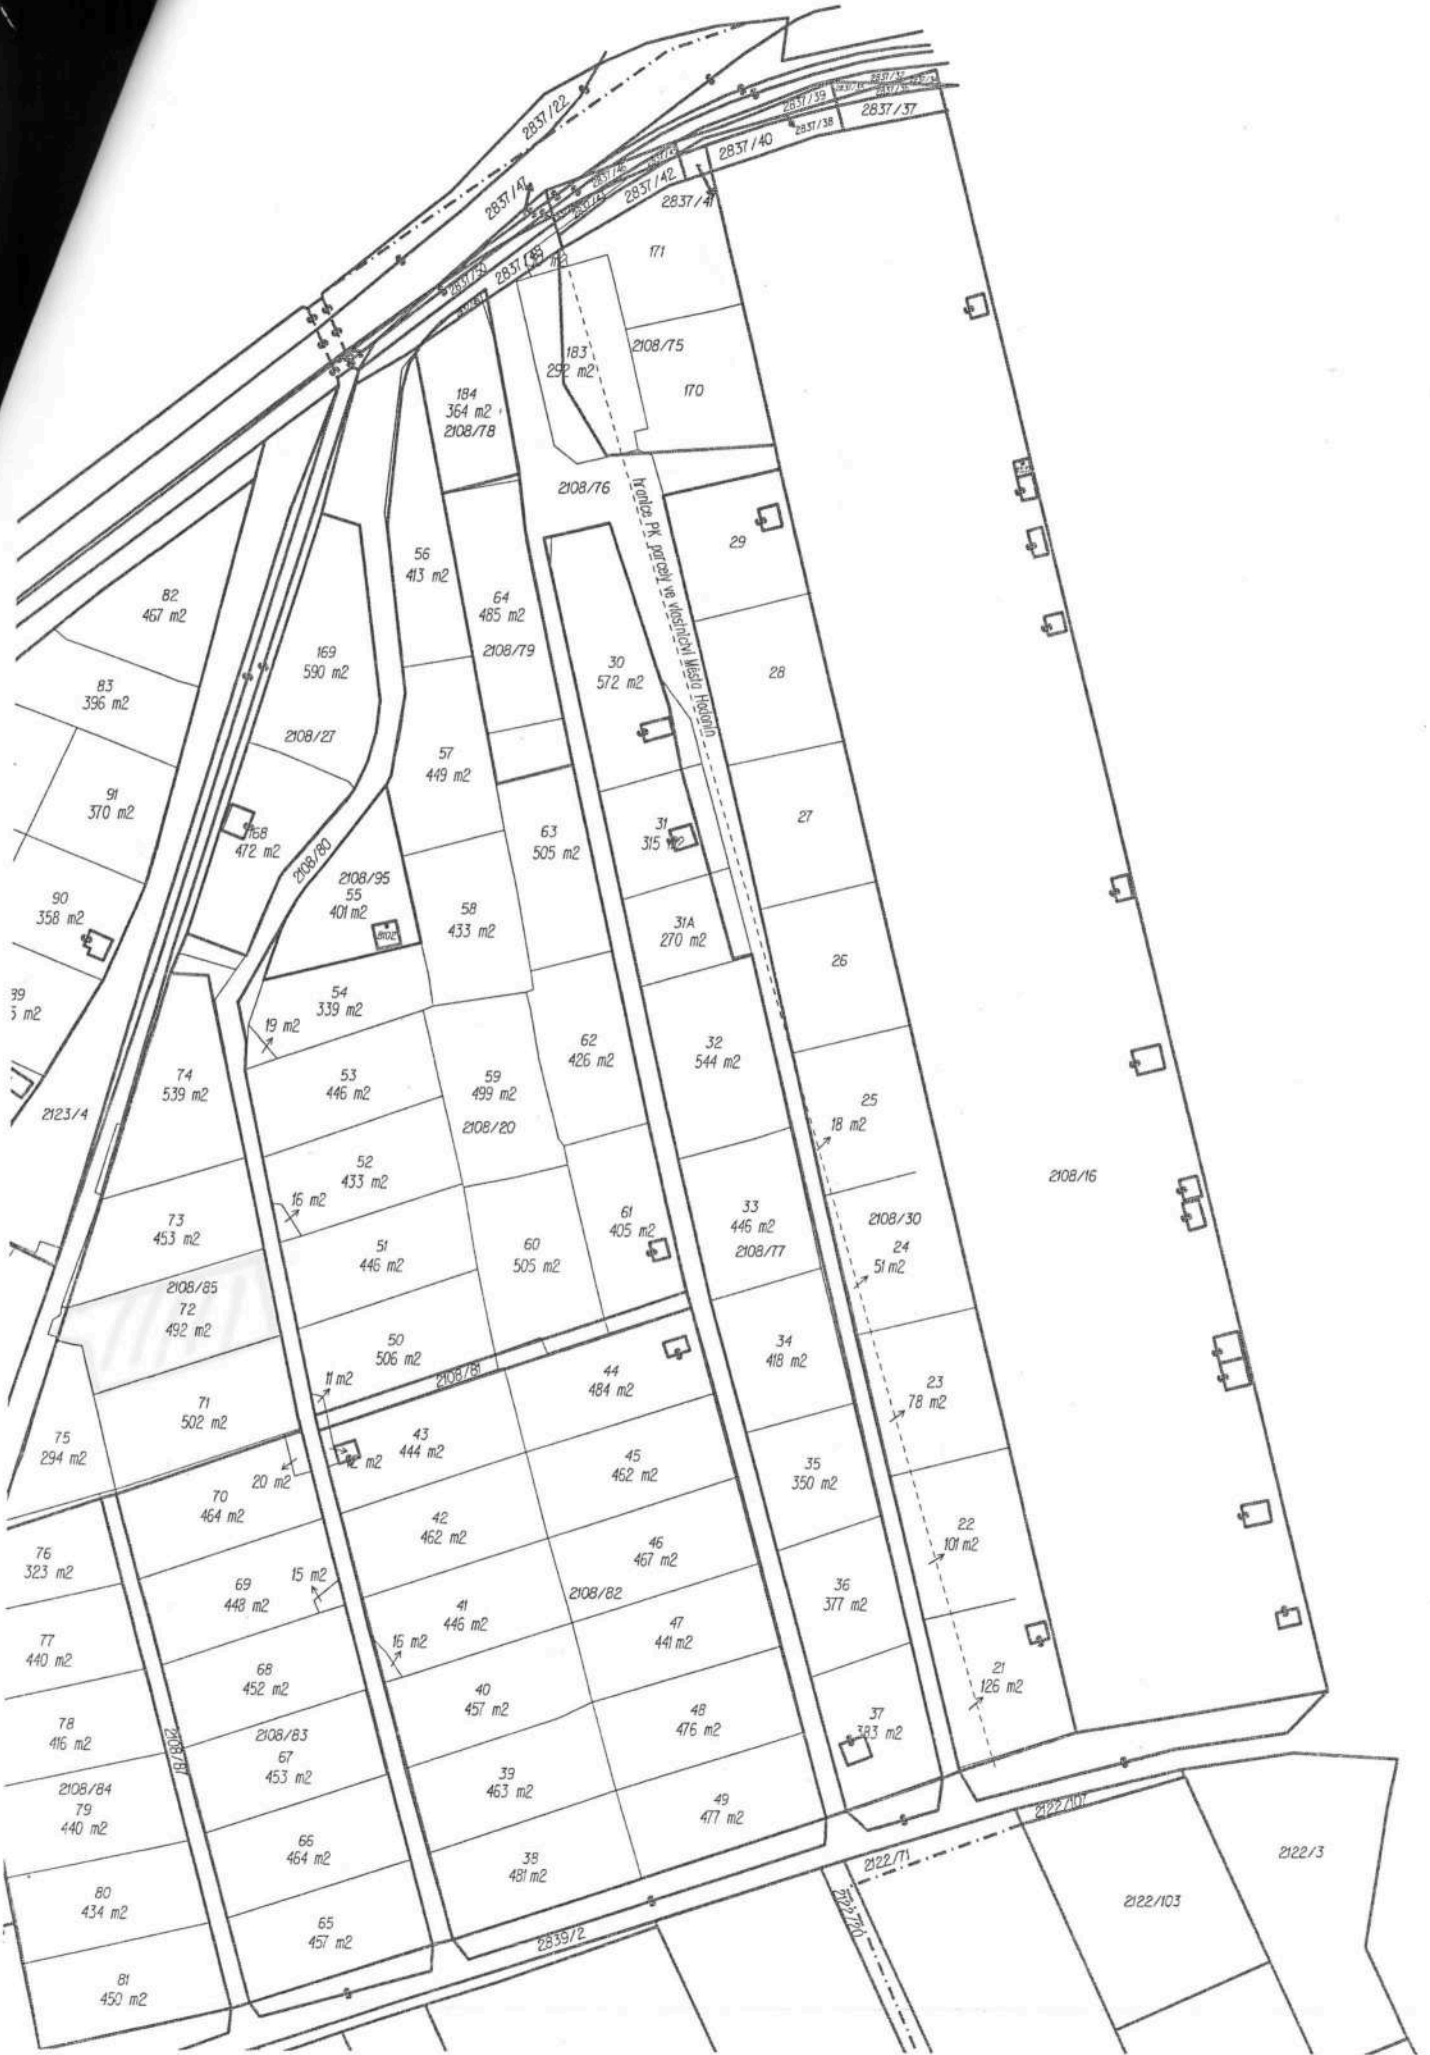 2837/22
2837/39
2837/37
2837/38
2837/40
2837/47
2837/46
2837/42
2837/41
2837/50
171
183
292 m2
2108/75
170
184
364 m2
2108/78
2108/76
hranice PK parcely ve vlastnictví Města Hodonín
29
56
413 m2
64
485 m2
2108/79
82
467 m2
169
590 m2
2108/27
30
572 m2
28
83
396 m2
57
449 m2
91
370 m2
168
472 m2
2108/80
63
505 m2
31
315 m2
27
2108/95
55
401 m2
90
358 m2
58
433 m2
31A
270 m2
26
54
339 m2
19 m2
62
426 m2
32
544 m2
74
539 m2
53
446 m2
59
499 m2
2108/20
2123/4
25
18 m2
52
433 m2
16 m2
2108/16
73
453 m2
51
446 m2
60
505 m2
61
405 m2
33
446 m2
2108/77
2108/30
24
51 m2
2108/85
72
492 m2
50
506 m2
2108/81
11 m2
44
484 m2
34
418 m2
23
78 m2
71
502 m2
75
294 m2
20 m2
43
444 m2
45
462 m2
35
350 m2
70
464 m2
42
462 m2
46
467 m2
22
101 m2
76
323 m2
69
448 m2
15 m2
2108/82
36
377 m2
41
446 m2
16 m2
47
441 m2
77
440 m2
68
452 m2
40
457 m2
48
476 m2
21
126 m2
37
383 m2
78
416 m2
2108/87
2108/83
67
453 m2
39
463 m2
49
477 m2
2108/84
79
440 m2
66
464 m2
38
481 m2
2122/107
2122/71
2122/3
80
434 m2
65
457 m2
2839/2
2122/20
2122/103
81
450 m2